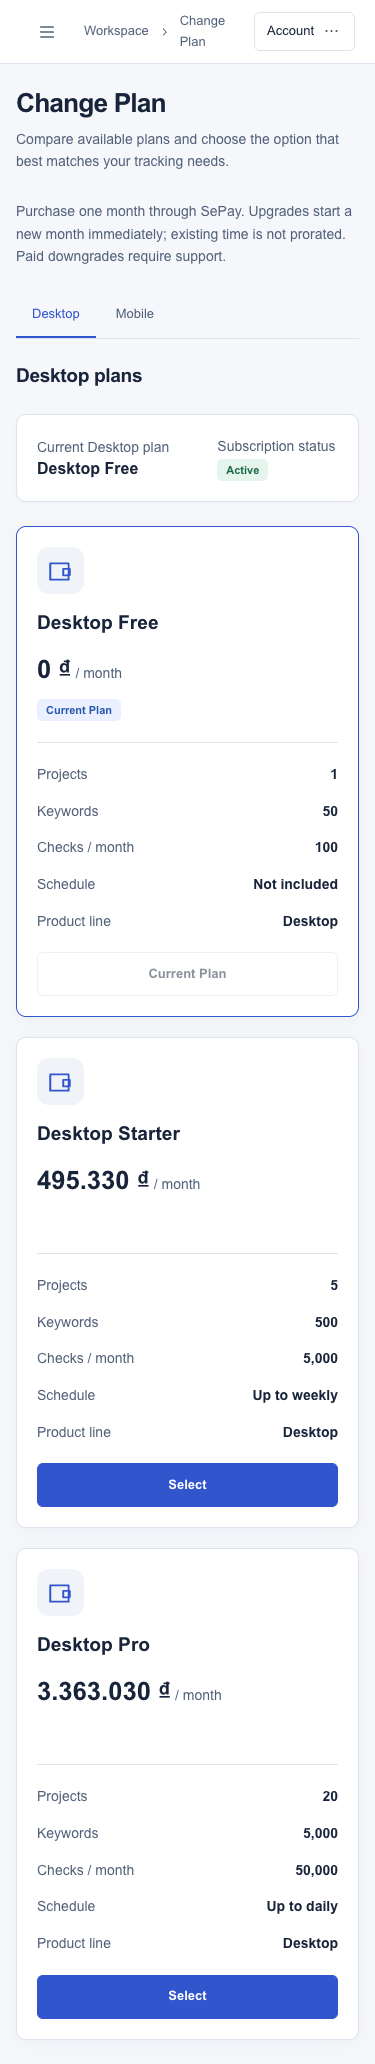 Workspace
Change
Plan
Account ···
Change Plan
Compare available plans and choose the option that
best matches your tracking needs.
Purchase one month through SePay. Upgrades start a
new month immediately; existing time is not prorated.
Paid downgrades require support.
Desktop Mobile
Desktop plans
Current Desktop plan Subscription status
Desktop Free Active
Desktop Free
0 ₫ / month
Current Plan
Projects 1
Keywords 50
Checks / month 100
Schedule Not included
Product line Desktop
Current Plan
Desktop Starter
495.330 ₫ / month
Projects 5
Keywords 500
Checks / month 5,000
Schedule Up to weekly
Product line Desktop
Select
Desktop Pro
3.363.030 ₫ / month
Projects 20
Keywords 5,000
Checks / month 50,000
Schedule Up to daily
Product line Desktop
Select